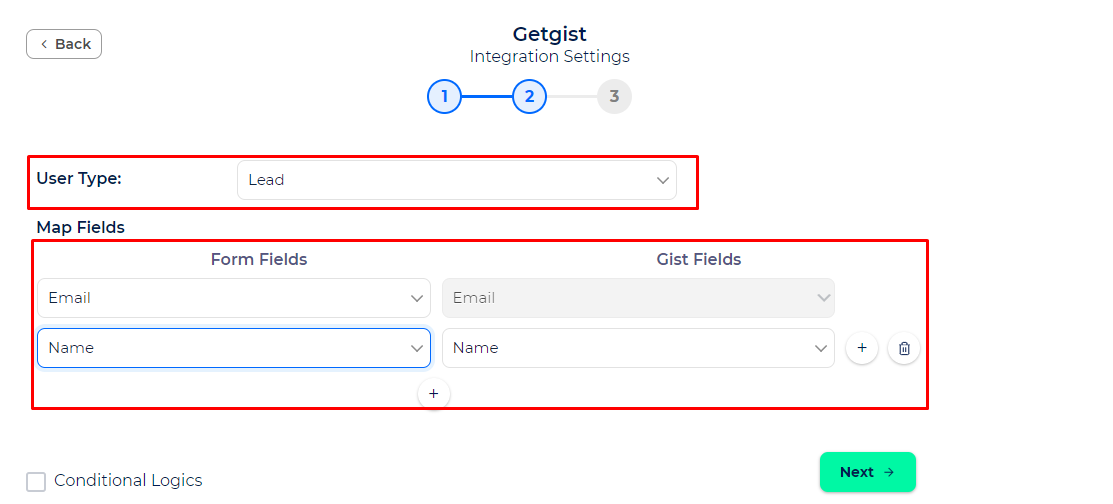 Back
Getgist
Integration Settings
1 2 3
User Type: Lead
Map Fields
Form Fields Gist Fields
Email Email
Name Name + 
+
Conditional Logics
Next →